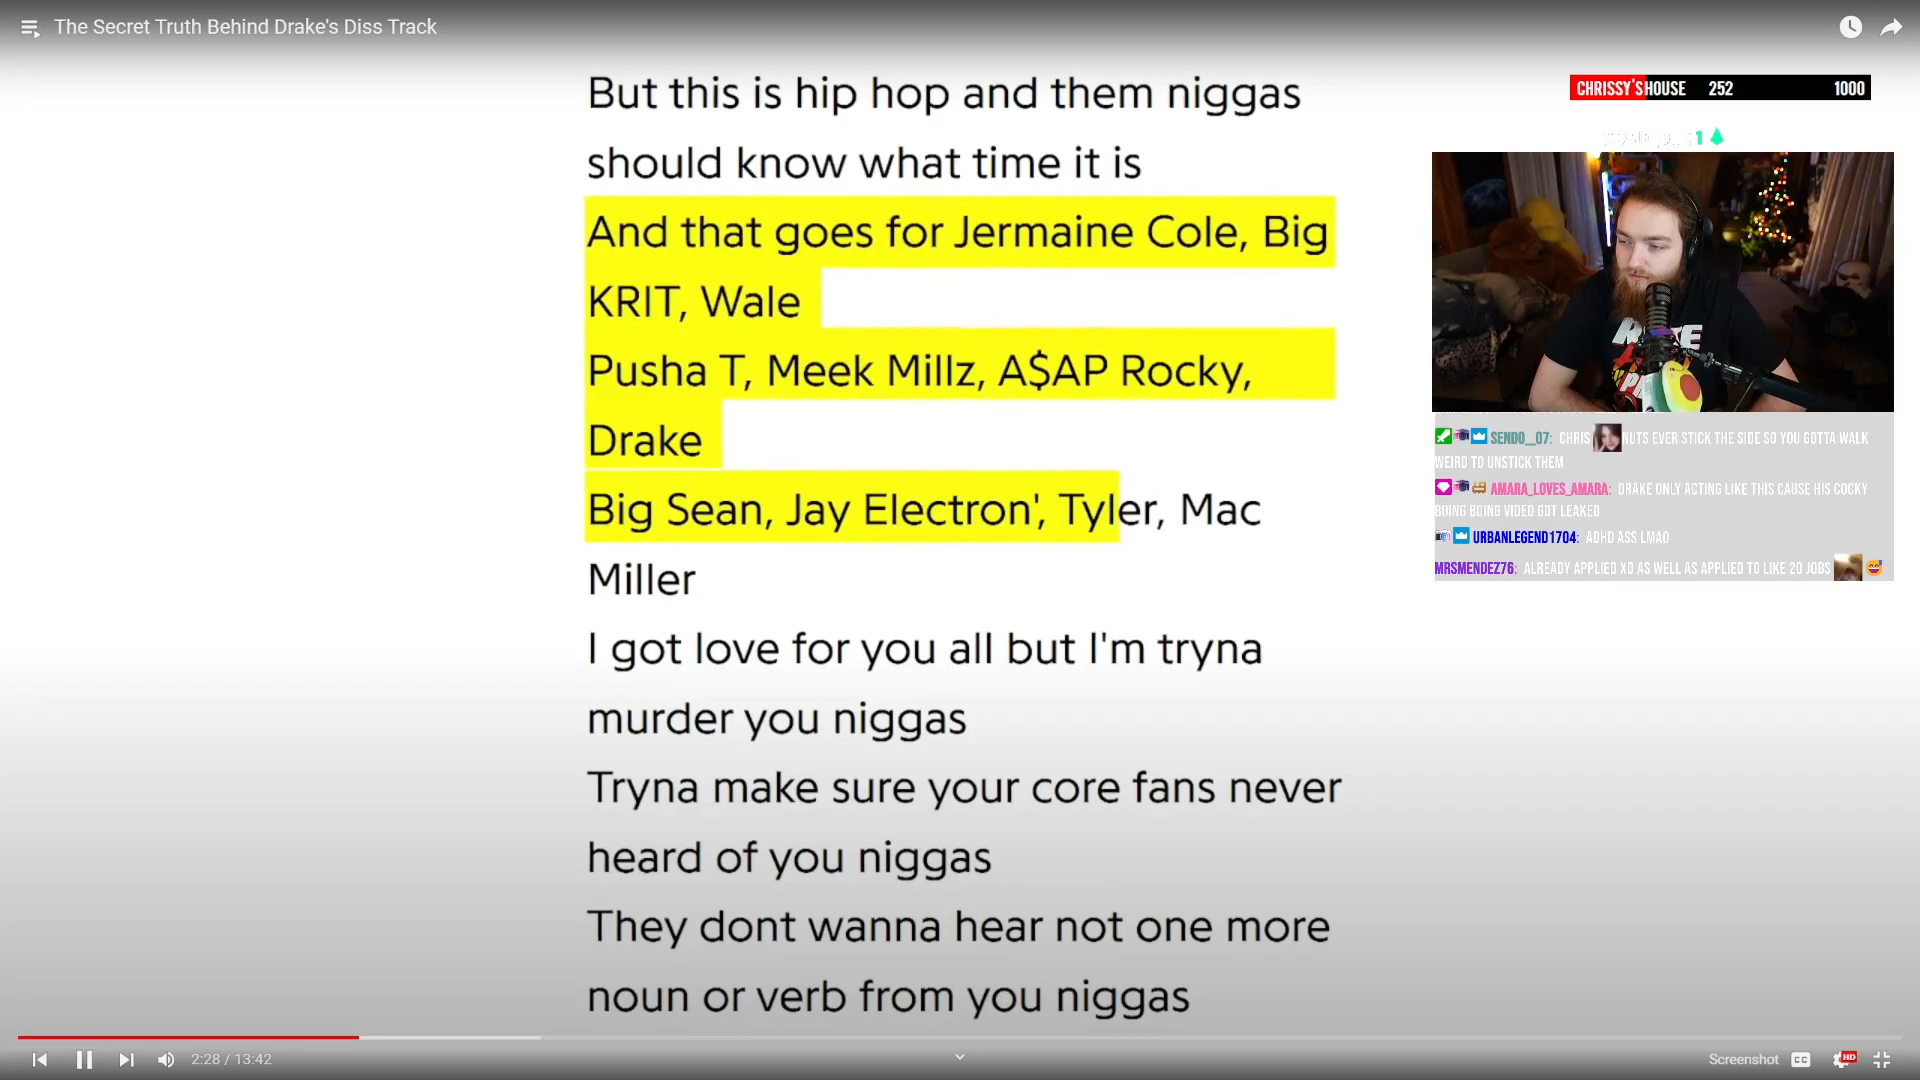 The Secret Truth Behind Drake's Diss Track
But this is hip hop and them niggas
should know what time it is
And that goes for Jermaine Cole, Big
KRIT, Wale
Pusha T, Meek Millz, A$AP Rocky,
Drake
Big Sean, Jay Electron', Tyler, Mac
Miller
I got love for you all but I'm tryna
murder you niggas
Tryna make sure your core fans never
heard of you niggas
They dont wanna hear not one more
noun or verb from you niggas
CHRISSY'S HOUSE 252 1000
1
SENDO__07: CHRIS NUTS EVER STICK THE SIDE SO YOU GOTTA WALK
WEIRD TO UNSTICK THEM
AMARA_LOVES_AMARA: DRAKE ONLY ACTING LIKE THIS CAUSE HIS COCKY
BOING BOING VIDEO GOT LEAKED
URBANLEGEND1704: ADHD ASS LMAO
MRSMENDEZ76: ALREADY APPLIED XD AS WELL AS APPLIED TO LIKE 20 JOBS
2:28 / 13:42
Screenshot CC HD